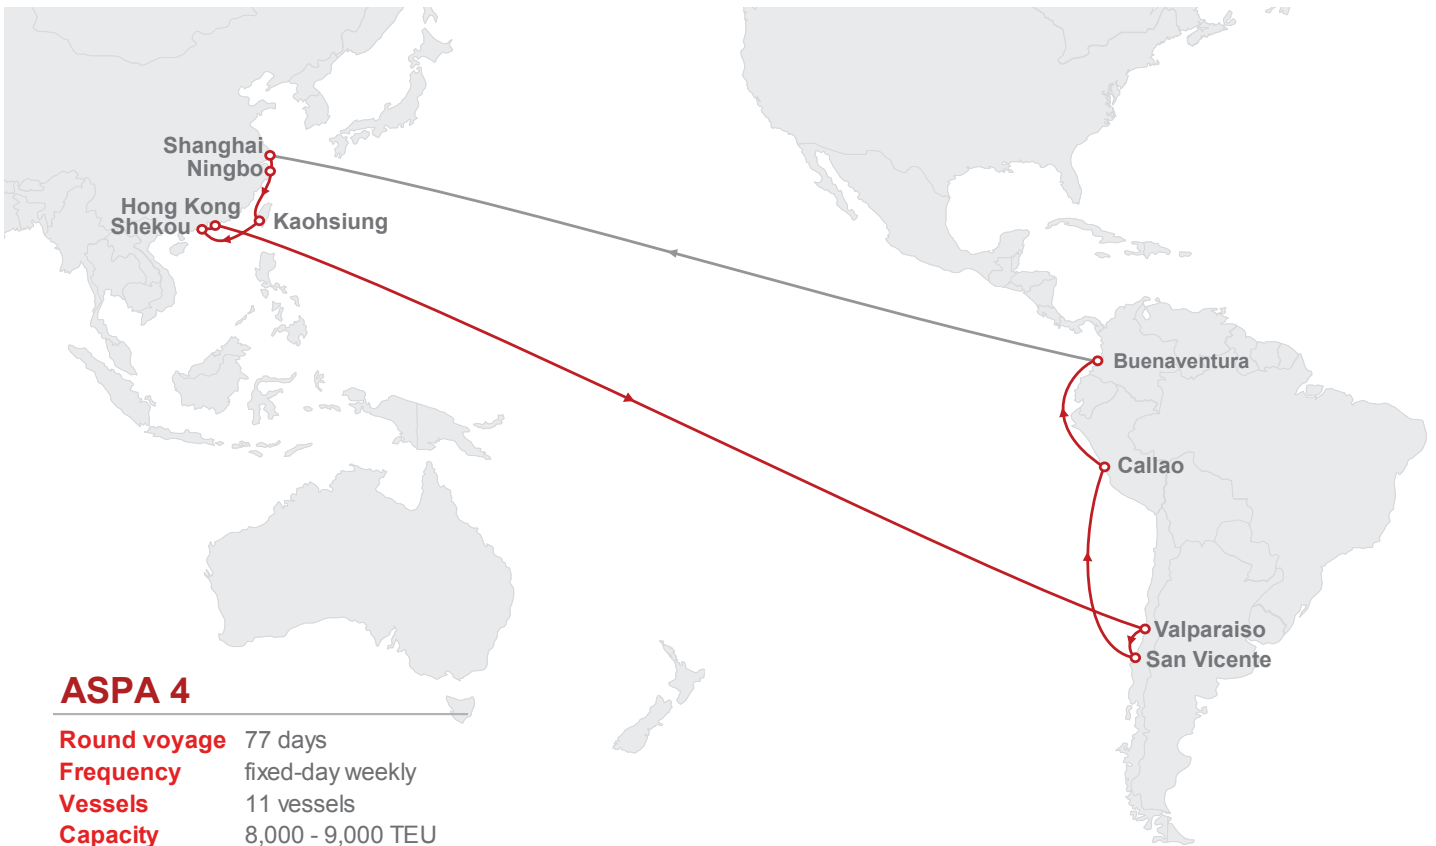 Shanghai
Ningbo
Hong Kong
Shekou
Kaohsiung
Buenaventura
Callao
Valparaiso
San Vicente
ASPA 4
Round voyage 77 days
Frequency fixed-day weekly
Vessels 11 vessels
Capacity 8,000 - 9,000 TEU